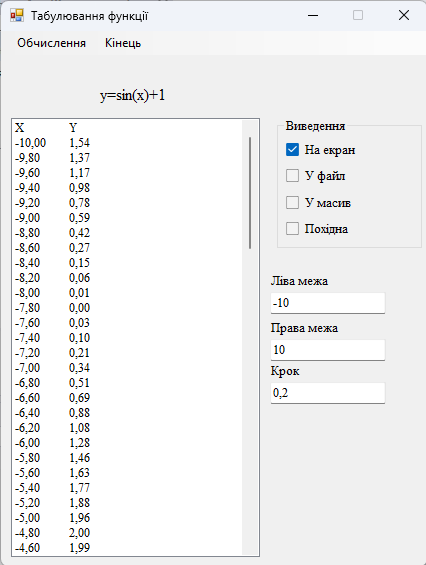 Табулювання функції
Обчислення Кінець
y=sin(x)+1
X Y
-10,00 1,54
-9,80 1,37
-9,60 1,17
-9,40 0,98
-9,20 0,78
-9,00 0,59
-8,80 0,42
-8,60 0,27
-8,40 0,15
-8,20 0,06
-8,00 0,01
-7,80 0,00
-7,60 0,03
-7,40 0,10
-7,20 0,21
-7,00 0,34
-6,80 0,51
-6,60 0,69
-6,40 0,88
-6,20 1,08
-6,00 1,28
-5,80 1,46
-5,60 1,63
-5,40 1,77
-5,20 1,88
-5,00 1,96
-4,80 2,00
-4,60 1,99
Виведення
На екран
У файл
У масив
Похідна
Ліва межа
-10
Права межа
10
Крок
0,2